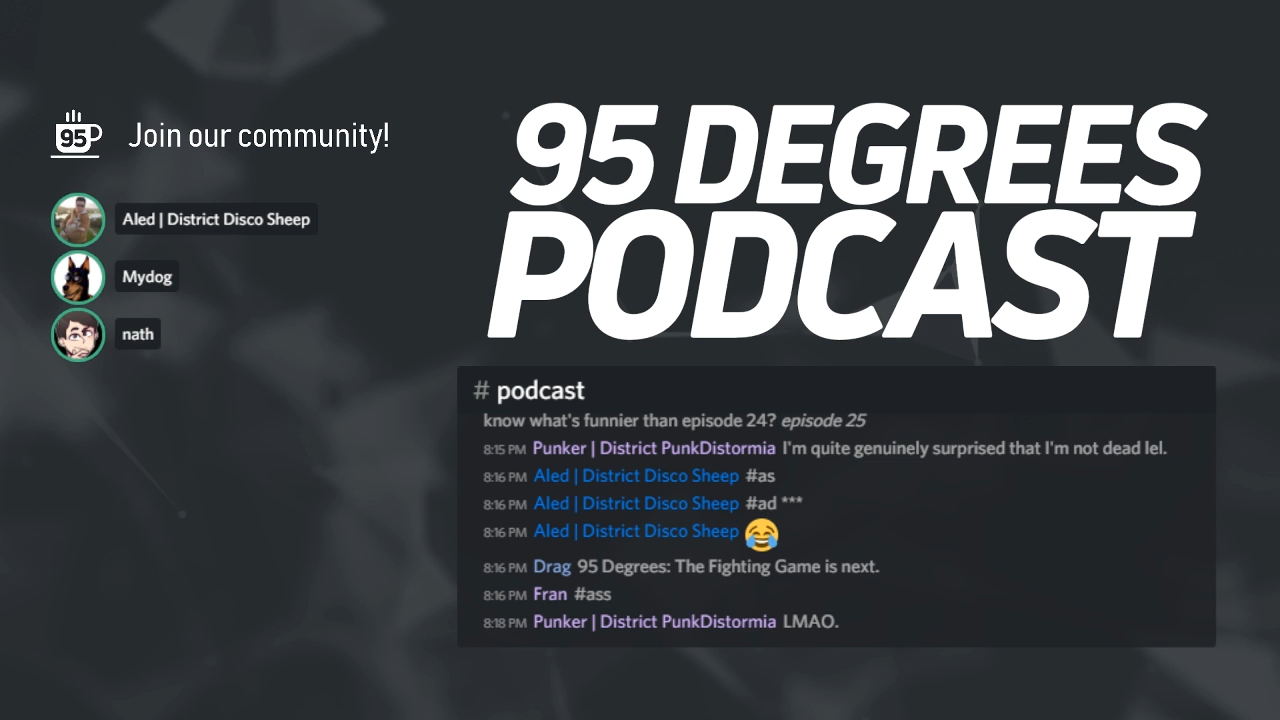 95 Join our community!
Aled | District Disco Sheep
Mydog
nath
95 DEGREES
PODCAST
# podcast
know what's funnier than episode 24? episode 25
8:15 PM Punker | District PunkDistormia I'm quite genuinely surprised that I'm not dead lel.
8:16 PM Aled | District Disco Sheep #as
8:16 PM Aled | District Disco Sheep #ad ***
8:16 PM Aled | District Disco Sheep 😂
8:16 PM Drag 95 Degrees: The Fighting Game is next.
8:16 PM Fran #ass
8:18 PM Punker | District PunkDistormia LMAO.